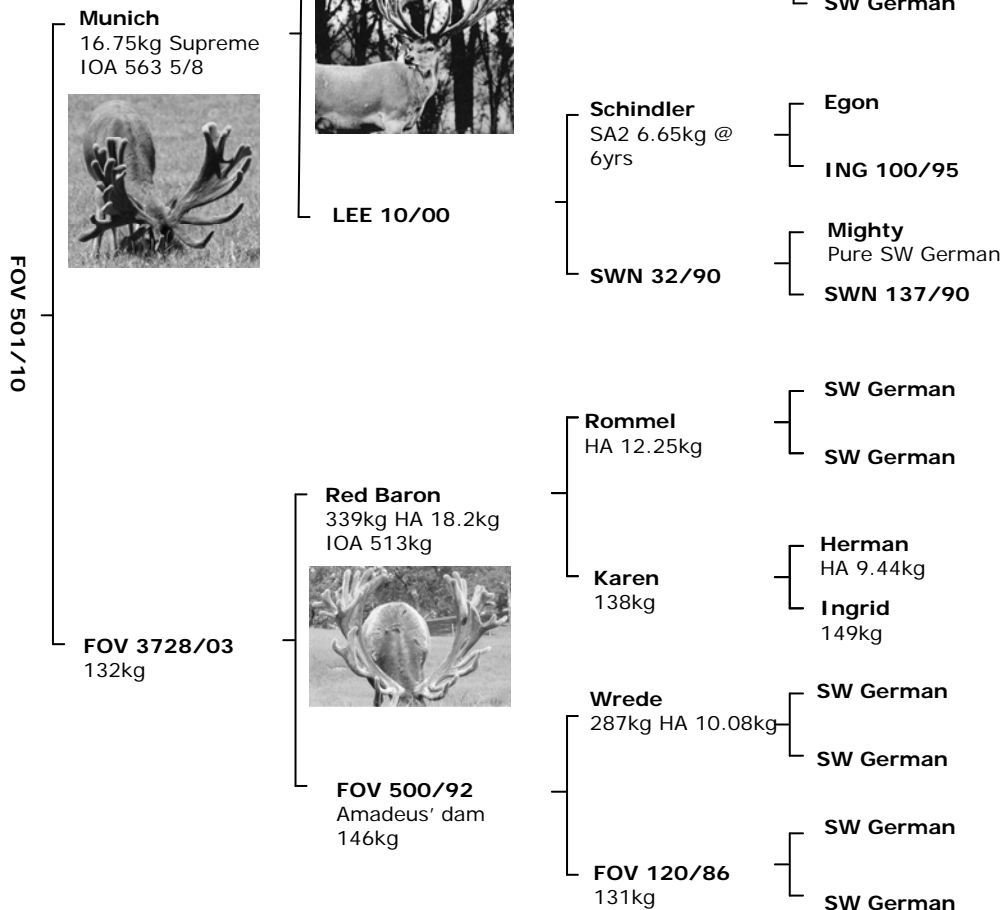 SW German
Munich
16.75kg Supreme
IOA 563 5/8
Schindler
SA2 6.65kg @
6yrs
Egon
ING 100/95
LEE 10/00
Mighty
Pure SW German
SWN 32/90
SWN 137/90
FOV 501/10
SW German
Rommel
HA 12.25kg
SW German
Red Baron
339kg HA 18.2kg
IOA 513kg
Herman
HA 9.44kg
Karen
138kg
Ingrid
149kg
FOV 3728/03
132kg
SW German
Wrede
287kg HA 10.08kg
SW German
FOV 500/92
Amadeus’ dam
146kg
SW German
FOV 120/86
131kg
SW German